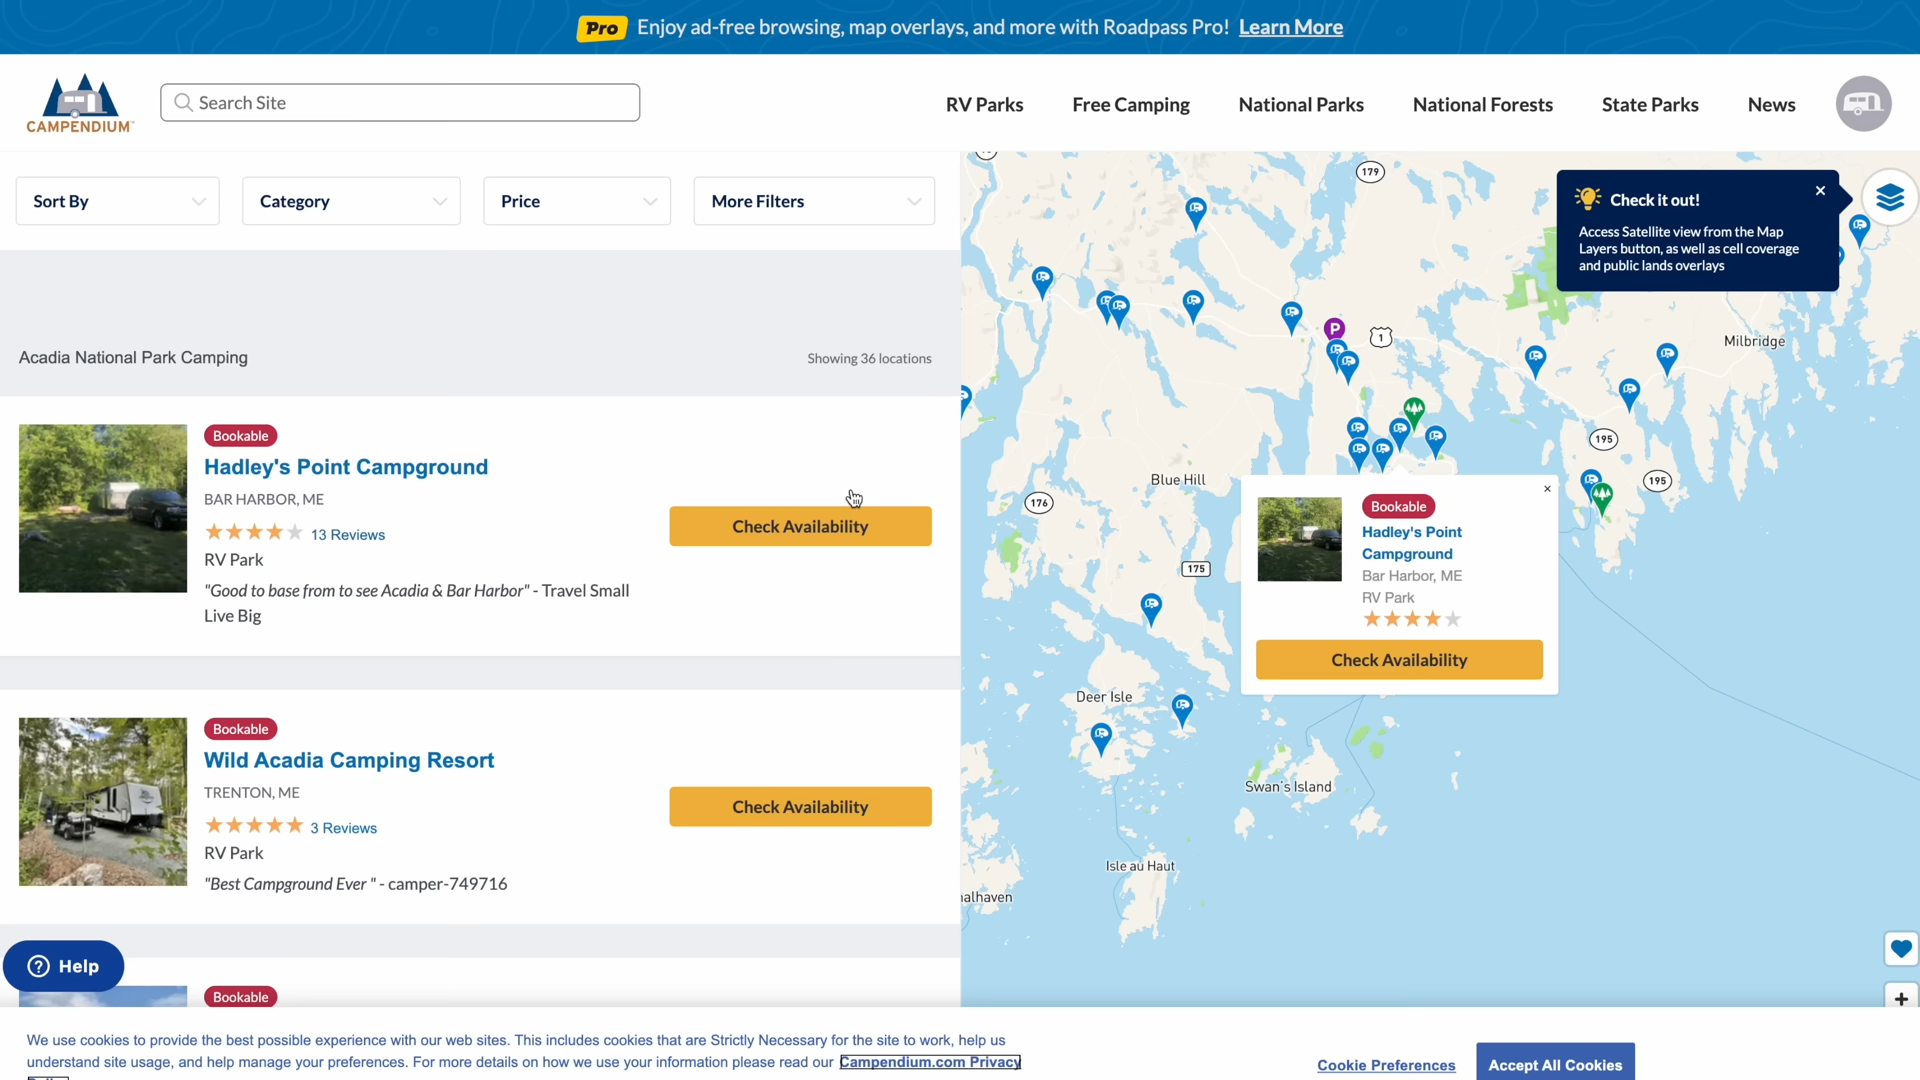 Pro Enjoy ad-free browsing, map overlays, and more with Roadpass Pro! Learn More
CAMPENDIUM
Search Site
RV Parks
Free Camping
National Parks
National Forests
State Parks
News
Sort By
Category
Price
More Filters
Acadia National Park Camping
Showing 36 locations
Bookable
Hadley's Point Campground
BAR HARBOR, ME
13 Reviews
RV Park
"Good to base from to see Acadia & Bar Harbor" - Travel Small
Live Big
Check Availability
Bookable
Wild Acadia Camping Resort
TRENTON, ME
3 Reviews
RV Park
"Best Campground Ever " - camper-749716
Check Availability
Bookable
Help
179
Check it out!
Access Satellite view from the Map
Layers button, as well as cell coverage
and public lands overlays
P
1
Milbridge
195
195
Blue Hill
176
175
Bookable
Hadley's Point
Campground
Bar Harbor, ME
RV Park
Check Availability
Deer Isle
Swan's Island
Isle au Haut
alhaven
We use cookies to provide the best possible experience with our web sites. This includes cookies that are Strictly Necessary for the site to work, help us
understand site usage, and help manage your preferences. For more details on how we use your information please read our Campendium.com Privacy
Cookie Preferences
Accept All Cookies